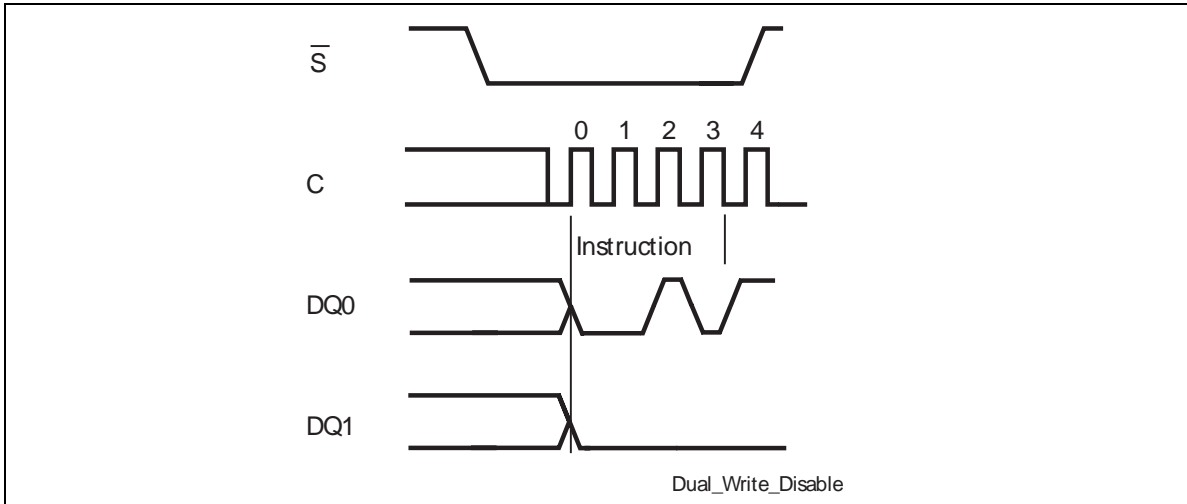 S̅
0 1 2 3 4
C
Instruction
DQ0
DQ1
Dual_Write_Disable